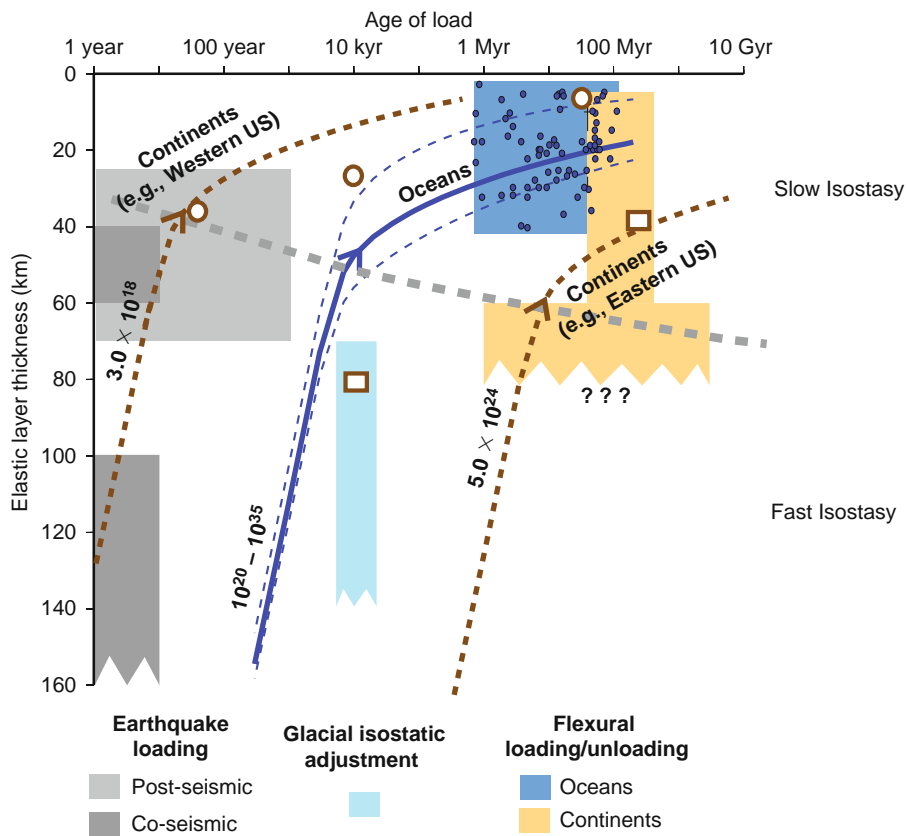 Age of load
1 year 100 year 10 kyr 1 Myr 100 Myr 10 Gyr
0
20
40
60
80
100
120
140
160
Elastic layer thickness (km)
Continents
(e.g., Western US)
Oceans
Continents
(e.g., Eastern US)
3.0 × 10¹⁸
10²⁰ – 10³⁵
5.0 × 10²⁴
? ? ?
Slow Isostasy
Fast Isostasy
Earthquake
loading
Post-seismic
Co-seismic
Glacial isostatic
adjustment
Flexural
loading/unloading
Oceans
Continents